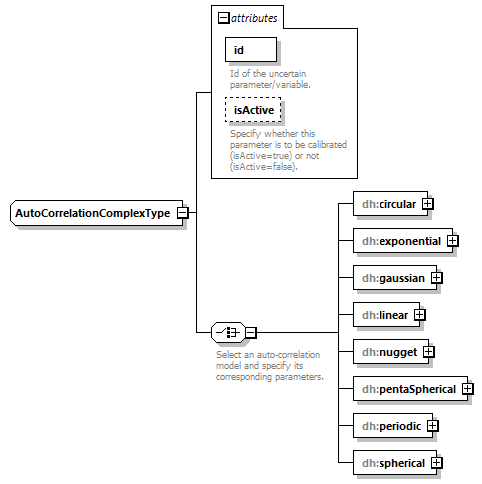 attributes
id
Id of the uncertain
parameter/variable.
isActive
Specify whether this
parameter is to be calibrated
(isActive=true) or not
(isActive=false).
AutoCorrelationComplexType
Select an auto-correlation
model and specify its
corresponding parameters.
dh:circular
dh:exponential
dh:gaussian
dh:linear
dh:nugget
dh:pentaSpherical
dh:periodic
dh:spherical